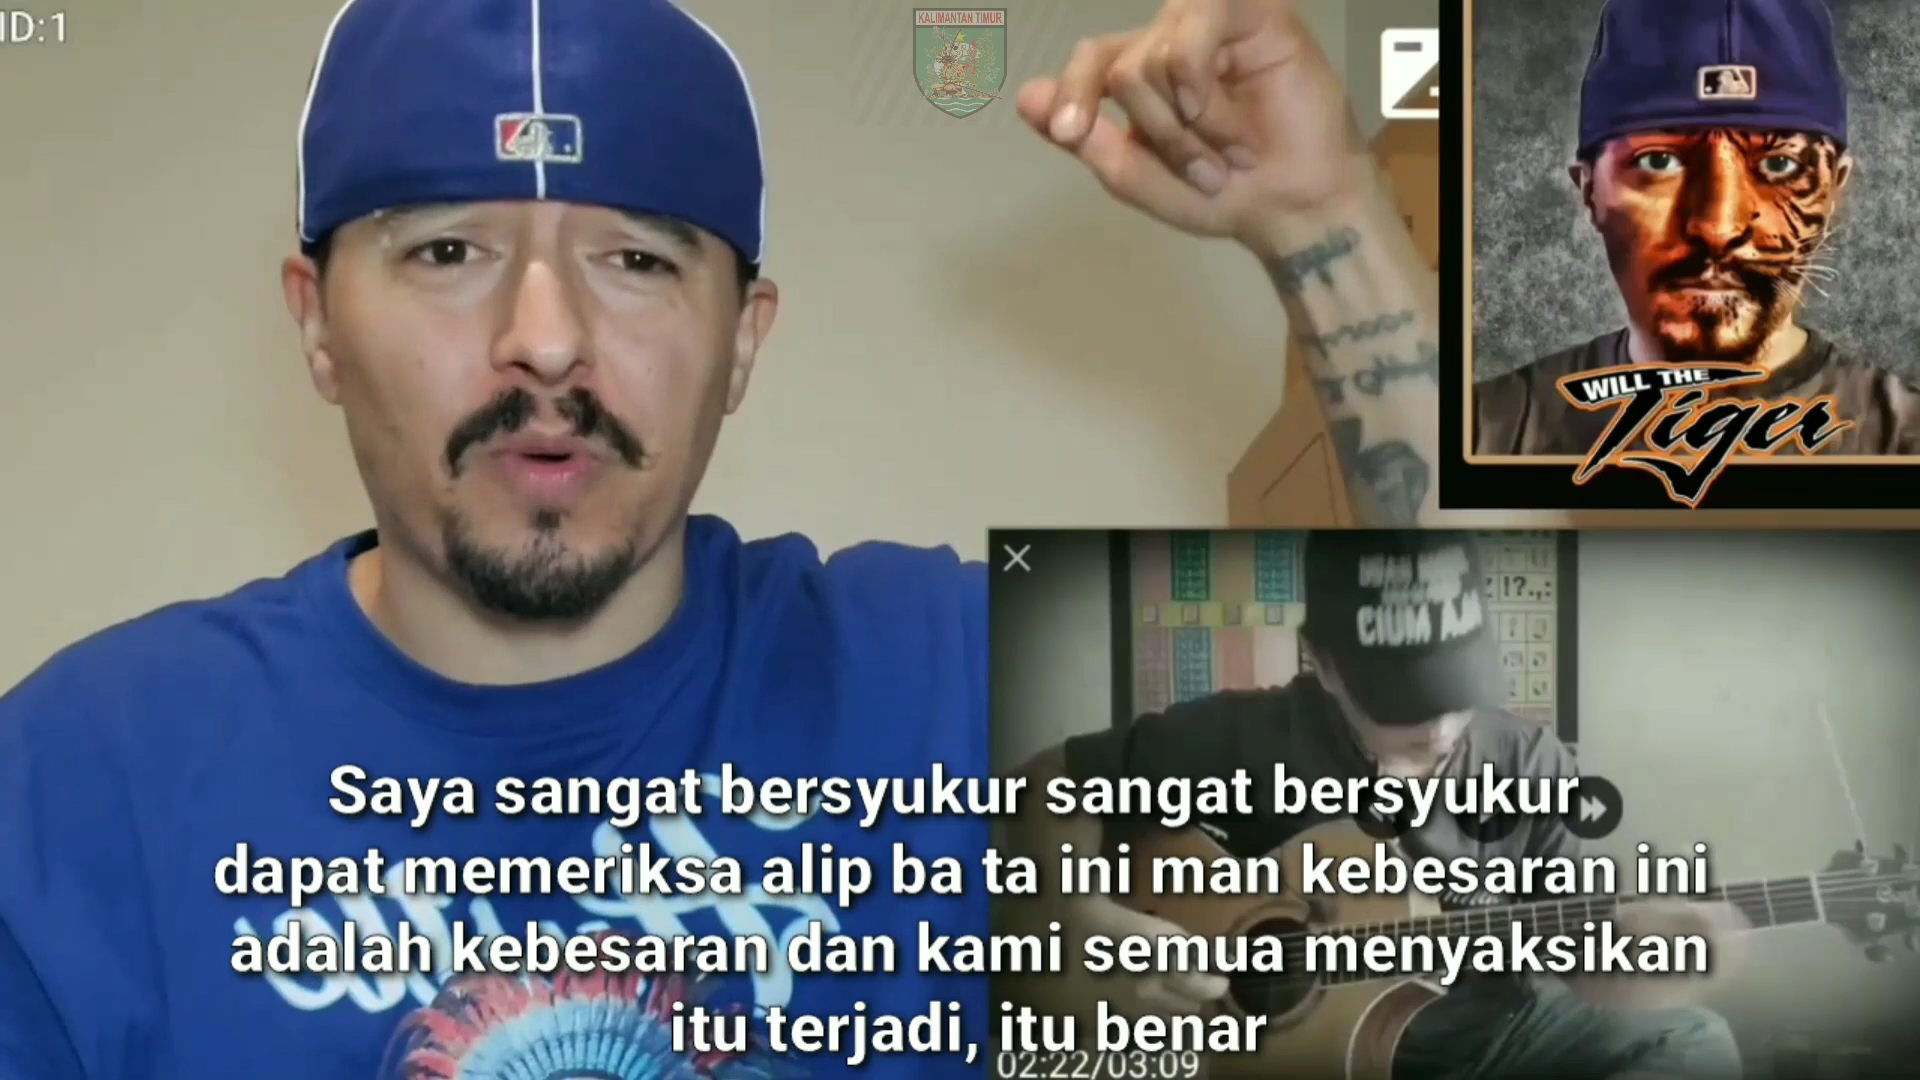 ID:1
KALIMANTAN TIMUR
WILL THE
Tiger
!?.,:
CIUM
Saya sangat bersyukur sangat bersyukur
dapat memeriksa alip ba ta ini man kebesaran ini
adalah kebesaran dan kami semua menyaksikan
itu terjadi, itu benar
02:22/03:09